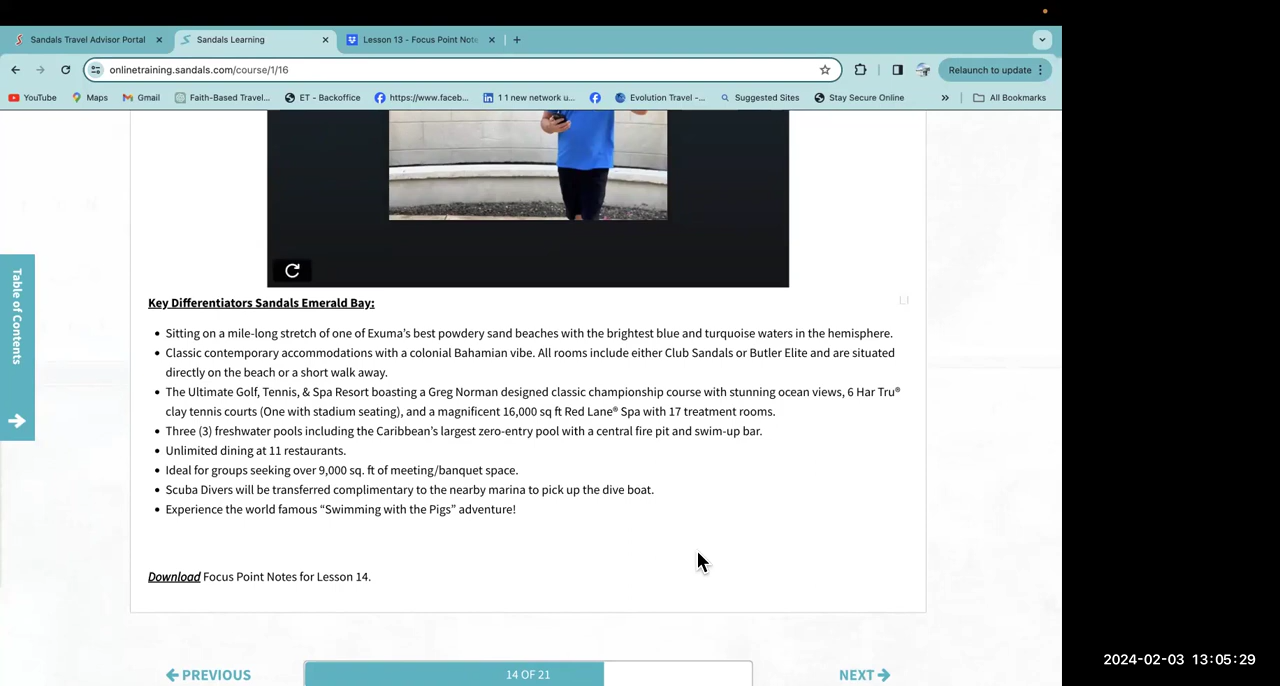 Sandals Travel Advisor Portal
Sandals Learning
Lesson 13 - Focus Point Note
onlinetraining.sandals.com/course/1/16
Relaunch to update
YouTube
Maps
Gmail
Faith-Based Travel...
ET - Backoffice
https://www.faceb...
1 1 new network u...
Evolution Travel -...
Suggested Sites
Stay Secure Online
»
All Bookmarks
Table of Contents
Key Differentiators Sandals Emerald Bay:
• Sitting on a mile-long stretch of one of Exuma’s best powdery sand beaches with the brightest blue and turquoise waters in the hemisphere.
• Classic contemporary accommodations with a colonial Bahamian vibe. All rooms include either Club Sandals or Butler Elite and are situated
directly on the beach or a short walk away.
• The Ultimate Golf, Tennis, & Spa Resort boasting a Greg Norman designed classic championship course with stunning ocean views, 6 Har Tru®
clay tennis courts (One with stadium seating), and a magnificent 16,000 sq ft Red Lane® Spa with 17 treatment rooms.
• Three (3) freshwater pools including the Caribbean’s largest zero-entry pool with a central fire pit and swim-up bar.
• Unlimited dining at 11 restaurants.
• Ideal for groups seeking over 9,000 sq. ft of meeting/banquet space.
• Scuba Divers will be transferred complimentary to the nearby marina to pick up the dive boat.
• Experience the world famous “Swimming with the Pigs” adventure!
Download Focus Point Notes for Lesson 14.
PREVIOUS
14 OF 21
NEXT
2024-02-03 13:05:29